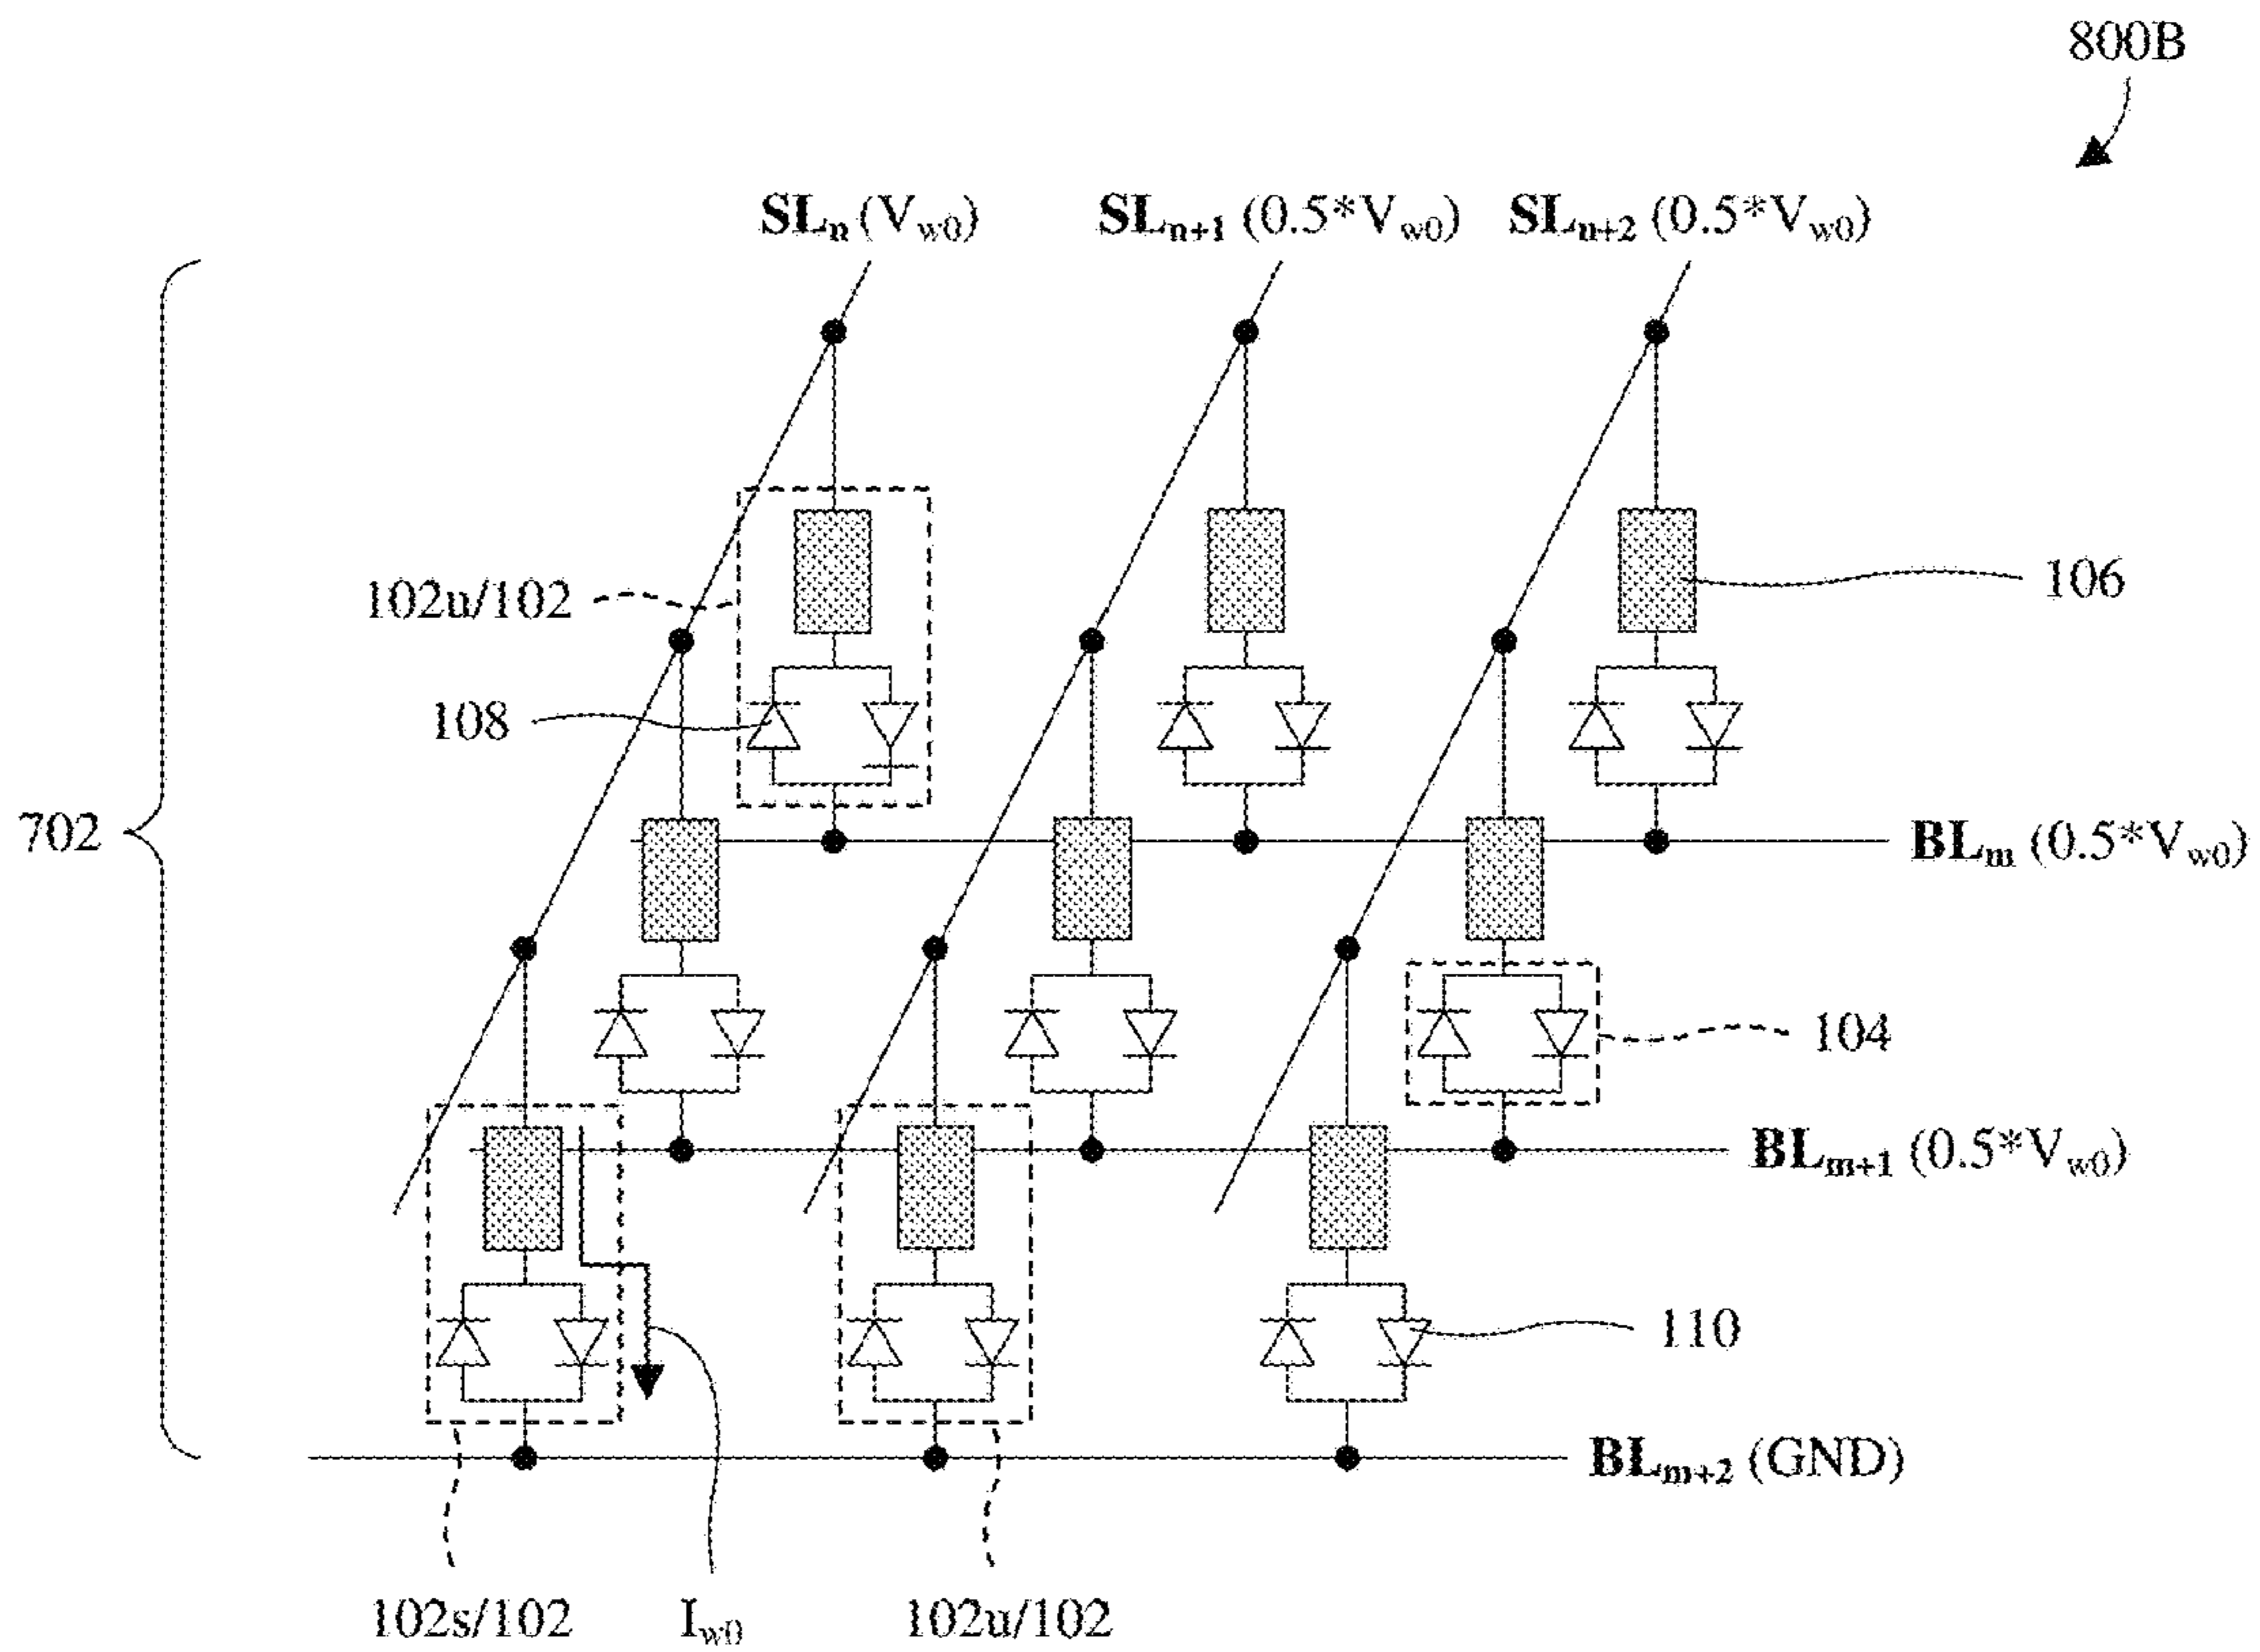 800B
SLn (Vw0) SLn+1 (0.5*Vw0) SLn+2 (0.5*Vw0)
102u/102
106
108
702
BLm (0.5*Vw0)
104
BLm+1 (0.5*Vw0)
110
BLm+2 (GND)
102s/102 Iw0 102u/102